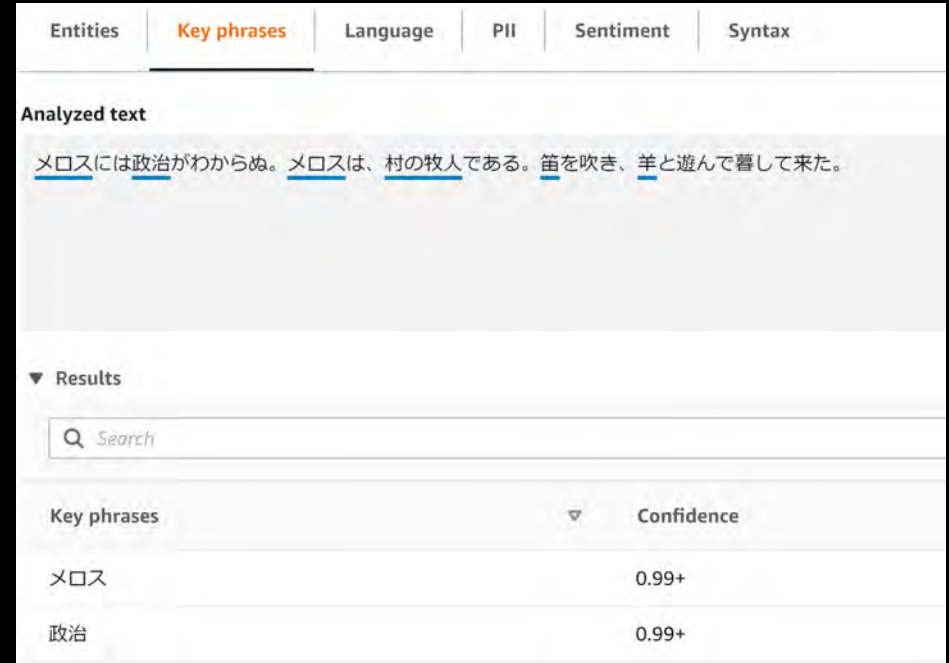 Entities Key phrases Language PII Sentiment Syntax
Analyzed text
メロスには政治がわからぬ。メロスは、村の牧人である。笛を吹き、羊と遊んで暮して来た。
Results
Search
Key phrases Confidence
メロス 0.99+
政治 0.99+